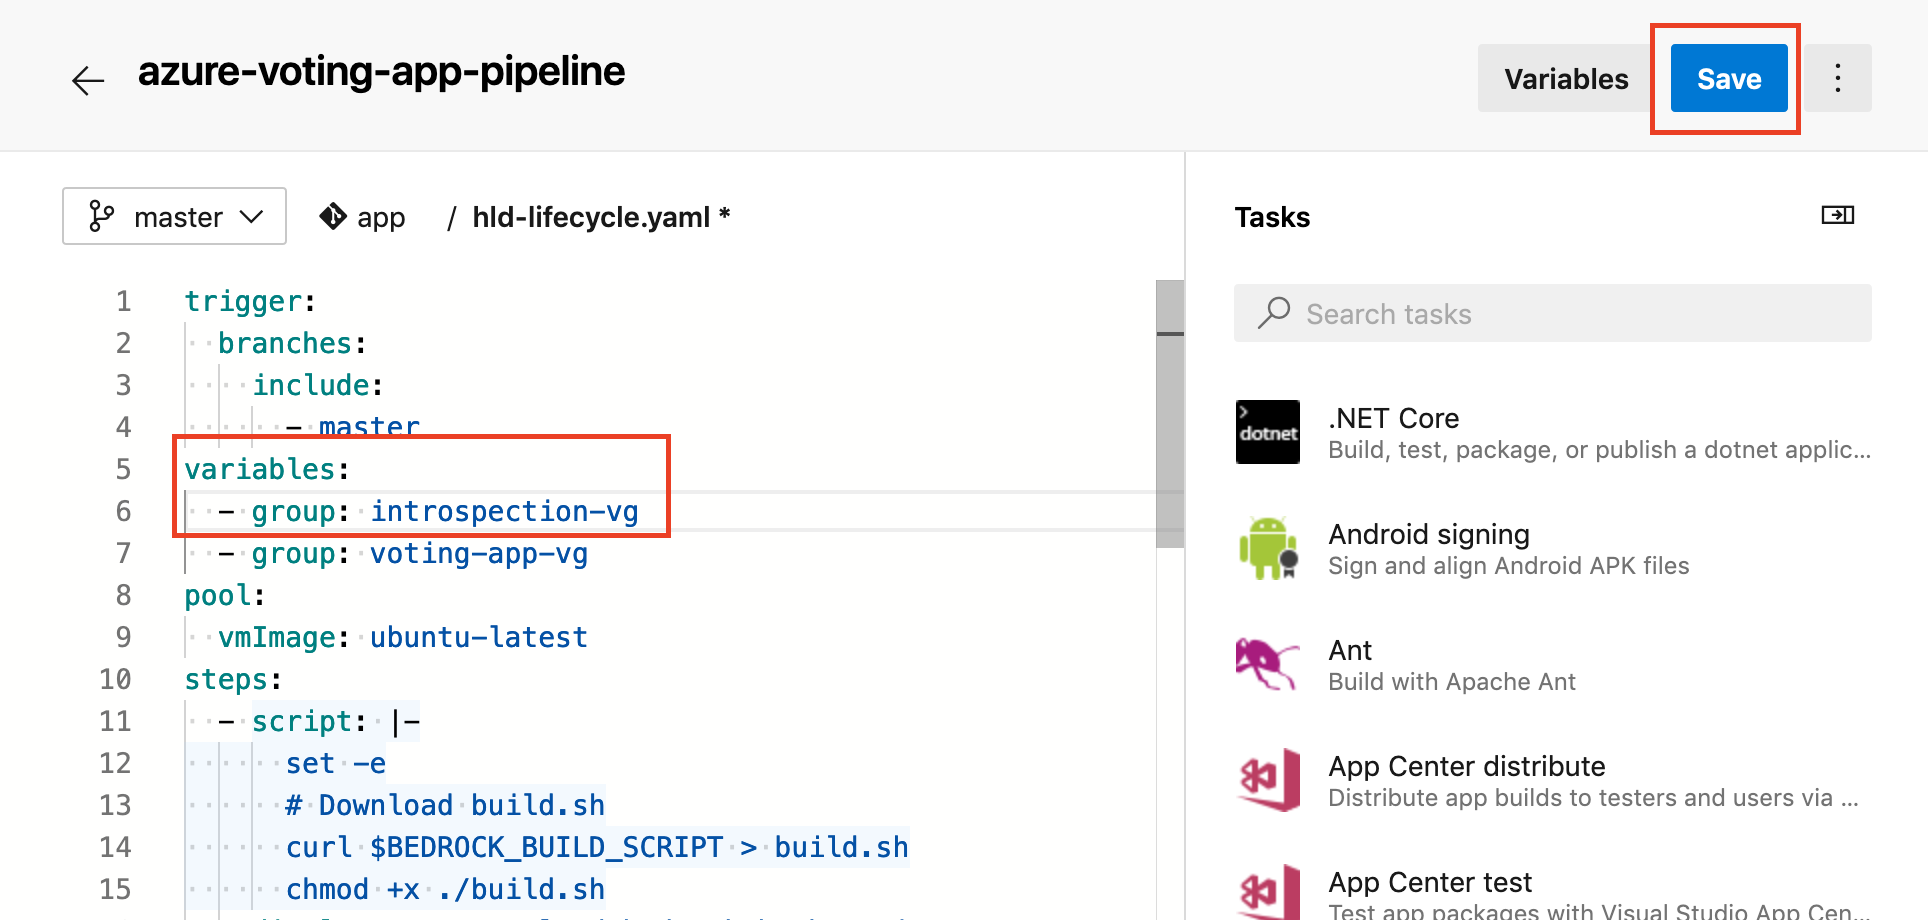 azure-voting-app-pipeline
Variables
Save
master
app
/ hld-lifecycle.yaml *
1 trigger:
2 branches:
3 include:
4 - master
5 variables:
6 - group: introspection-vg
7 - group: voting-app-vg
8 pool:
9 vmImage: ubuntu-latest
10 steps:
11 - script: |-
12 set -e
13 # Download build.sh
14 curl $BEDROCK_BUILD_SCRIPT > build.sh
15 chmod +x ./build.sh
Tasks
Search tasks
dotnet
.NET Core
Build, test, package, or publish a dotnet applic...
Android signing
Sign and align Android APK files
Ant
Build with Apache Ant
App Center distribute
Distribute app builds to testers and users via ...
App Center test
Test app packages with Visual Studio App Cen...